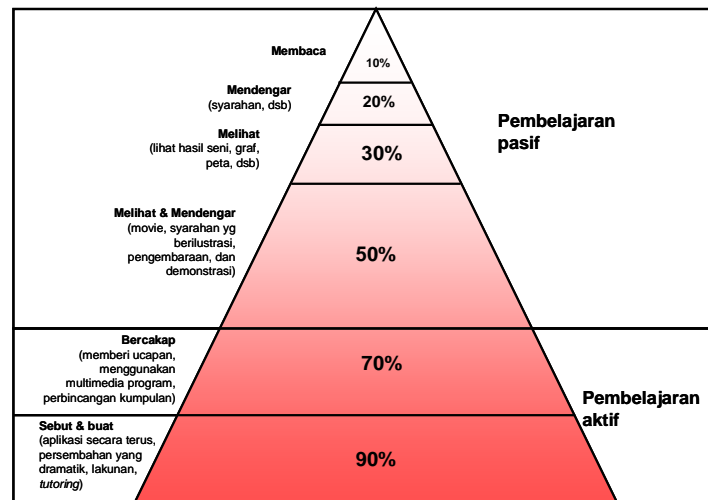 Membaca
10%
Mendengar
(syarahan, dsb)
20%
Melihat
(lihat hasil seni, graf,
peta, dsb)
30%
Pembelajaran
pasif
Melihat & Mendengar
(movie, syarahan yg
berilustrasi,
pengembaraan, dan
demonstrasi)
50%
Bercakap
(memberi ucapan,
menggunakan
multimedia program,
perbincangan kumpulan)
70%
Pembelajaran
aktif
Sebut & buat
(aplikasi secara terus,
persembahan yang
dramatik, lakunan,
tutoring)
90%